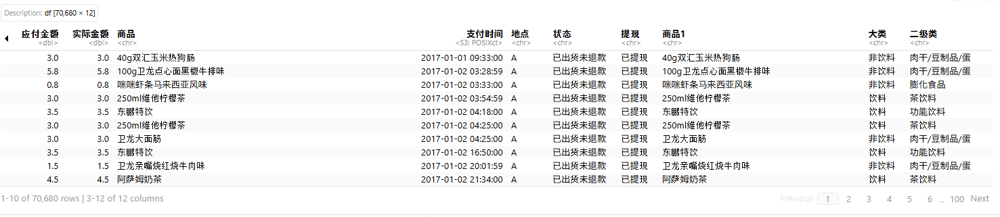 Description: df [70,680 × 12]
应付金额 实际金额 商品 支付时间 地点 状态 提现 商品1 大类 二级类
<dbl> <dbl> <chr> <S3: POSIXct> <chr> <chr> <chr> <chr> <chr> <chr>
3.0 3.0 40g双汇玉米热狗肠 2017-01-01 09:33:00 A 已出货未退款 已提现 40g双汇玉米热狗肠 非饮料 肉干/豆制品/蛋
5.8 5.8 100g卫龙点心面黑椒牛排味 2017-01-02 03:28:59 A 已出货未退款 已提现 100g卫龙点心面黑椒牛排味 非饮料 肉干/豆制品/蛋
0.8 0.8 咪咪虾条马来西亚风味 2017-01-02 03:33:00 A 已出货未退款 已提现 咪咪虾条马来西亚风味 非饮料 膨化食品
3.0 3.0 250ml维他柠檬茶 2017-01-02 03:54:59 A 已出货未退款 已提现 250ml维他柠檬茶 饮料 茶饮料
3.5 3.5 东鹏特饮 2017-01-02 04:18:00 A 已出货未退款 已提现 东鹏特饮 饮料 功能饮料
3.0 3.0 250ml维他柠檬茶 2017-01-02 04:25:00 A 已出货未退款 已提现 250ml维他柠檬茶 饮料 茶饮料
3.0 3.0 卫龙大面筋 2017-01-02 04:25:00 A 已出货未退款 已提现 卫龙大面筋 非饮料 肉干/豆制品/蛋
3.5 3.5 东鹏特饮 2017-01-02 16:50:00 A 已出货未退款 已提现 东鹏特饮 饮料 功能饮料
1.5 1.5 卫龙亲嘴烧红烧牛肉味 2017-01-02 20:01:59 A 已出货未退款 已提现 卫龙亲嘴烧红烧牛肉味 非饮料 肉干/豆制品/蛋
4.5 4.5 阿萨姆奶茶 2017-01-02 21:34:00 A 已出货未退款 已提现 阿萨姆奶茶 饮料 茶饮料
1-10 of 70,680 rows | 3-12 of 12 columns Previous 1 2 3 4 5 6 ... 100 Next